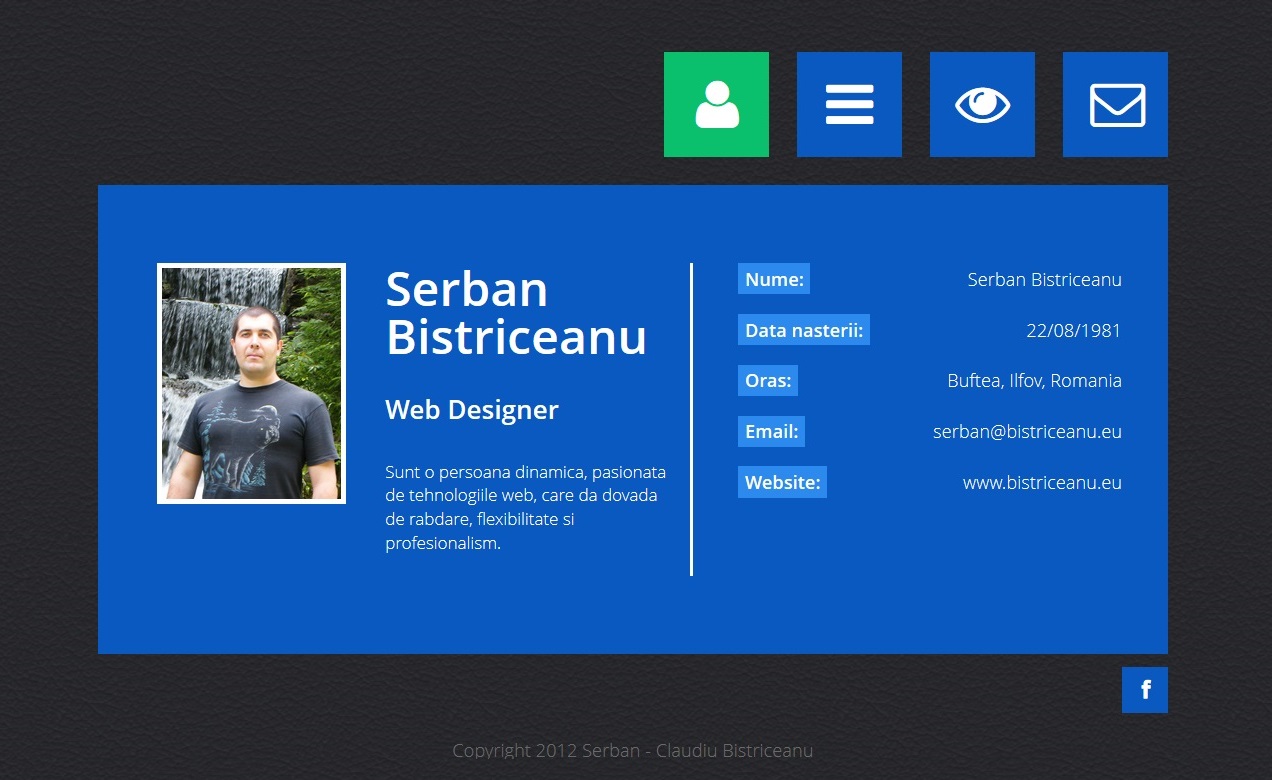 Serban
Bistriceanu
Web Designer
Sunt o persoana dinamica, pasionata
de tehnologiile web, care da dovada
de rabdare, flexibilitate si
profesionalism.
Nume: Serban Bistriceanu
Data nasterii: 22/08/1981
Oras: Buftea, Ilfov, Romania
Email: serban@bistriceanu.eu
Website: www.bistriceanu.eu
f
Copyright 2012 Serban - Claudiu Bistriceanu